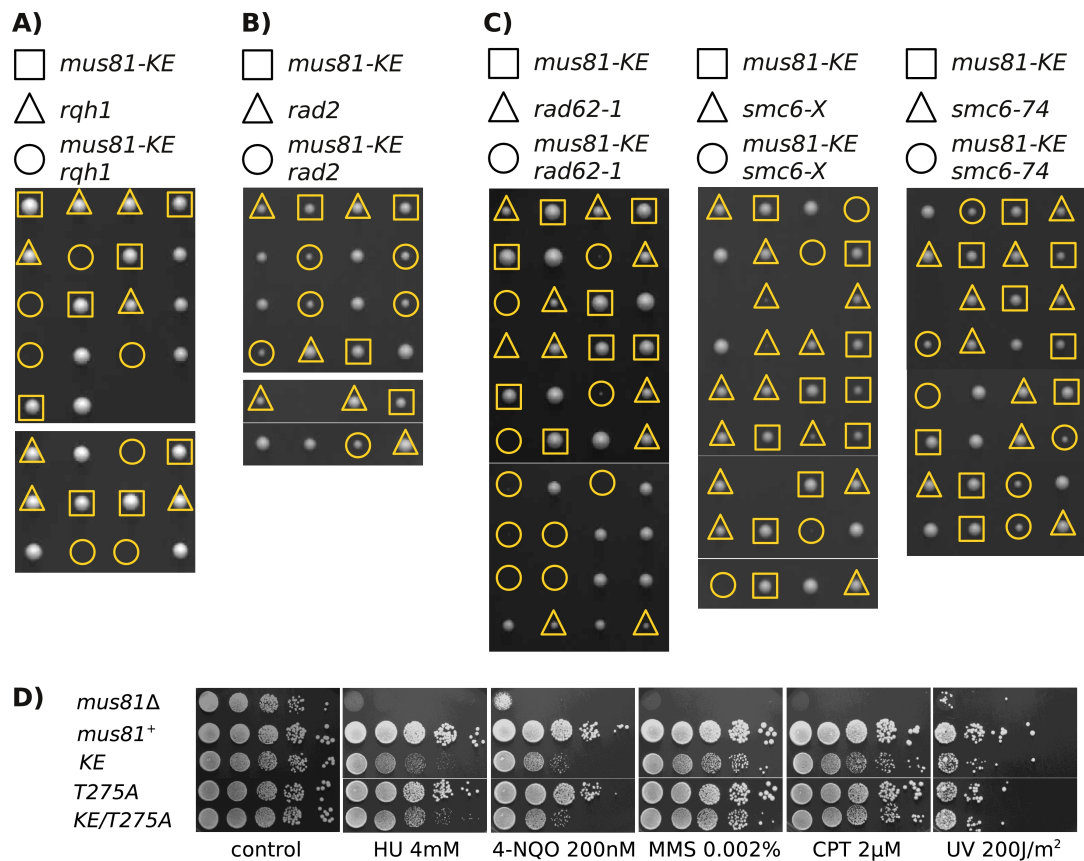 A)
mus81-KE
rqh1
mus81-KE
rqh1
B)
mus81-KE
rad2
mus81-KE
rad2
C)
mus81-KE
rad62-1
mus81-KE
rad62-1
mus81-KE
smc6-X
mus81-KE
smc6-X
mus81-KE
smc6-74
mus81-KE
smc6-74
D)
mus81Δ
mus81⁺
KE
T275A
KE/T275A
control HU 4mM 4-NQO 200nM MMS 0.002% CPT 2μM UV 200J/m²